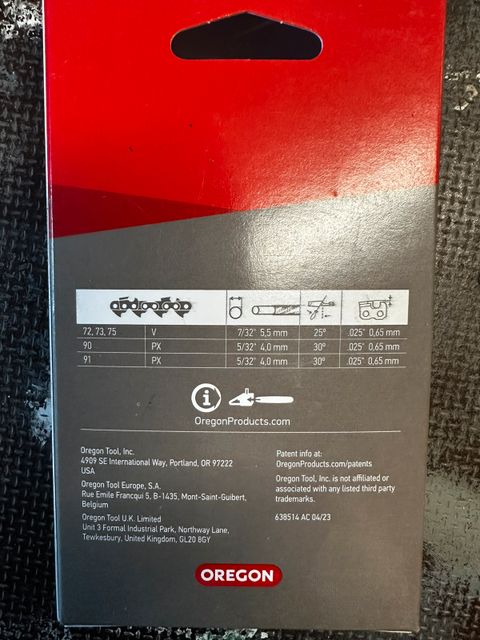 72, 73, 75 V 7/32" 5,5 mm 25° .025" 0,65 mm
90 PX 5/32" 4,0 mm 30° .025" 0,65 mm
91 PX 5/32" 4,0 mm 30° .025" 0,65 mm
OregonProducts.com
Oregon Tool, Inc.
4909 SE International Way, Portland, OR 97222
USA
Oregon Tool Europe, S.A.
Rue Emile Francqui 5, B-1435, Mont-Saint-Guibert,
Belgium
Oregon Tool U.K. Limited
Unit 3 Formal Industrial Park, Northway Lane,
Tewkesbury, United Kingdom, GL20 8GY
Patent info at:
OregonProducts.com/patents
Oregon Tool, Inc. is not affiliated or
associated with any listed third party
trademarks.
638514 AC 04/23
OREGON